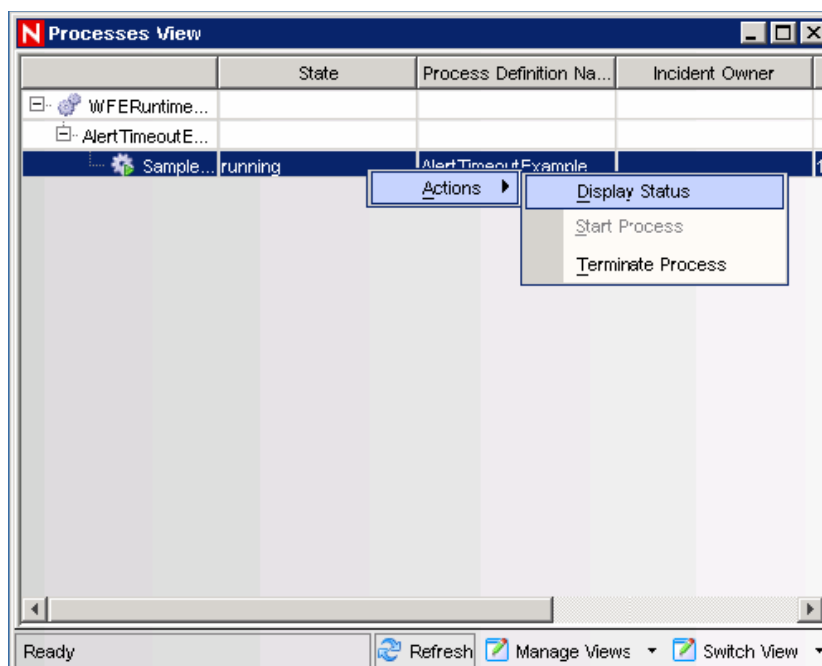 N Processes View
State Process Definition Na... Incident Owner
WFERuntime...
AlertTimeoutE...
Sample... running AlertTimeoutExample 1
Actions Display Status
Start Process
Terminate Process
Ready Refresh Manage Views Switch View